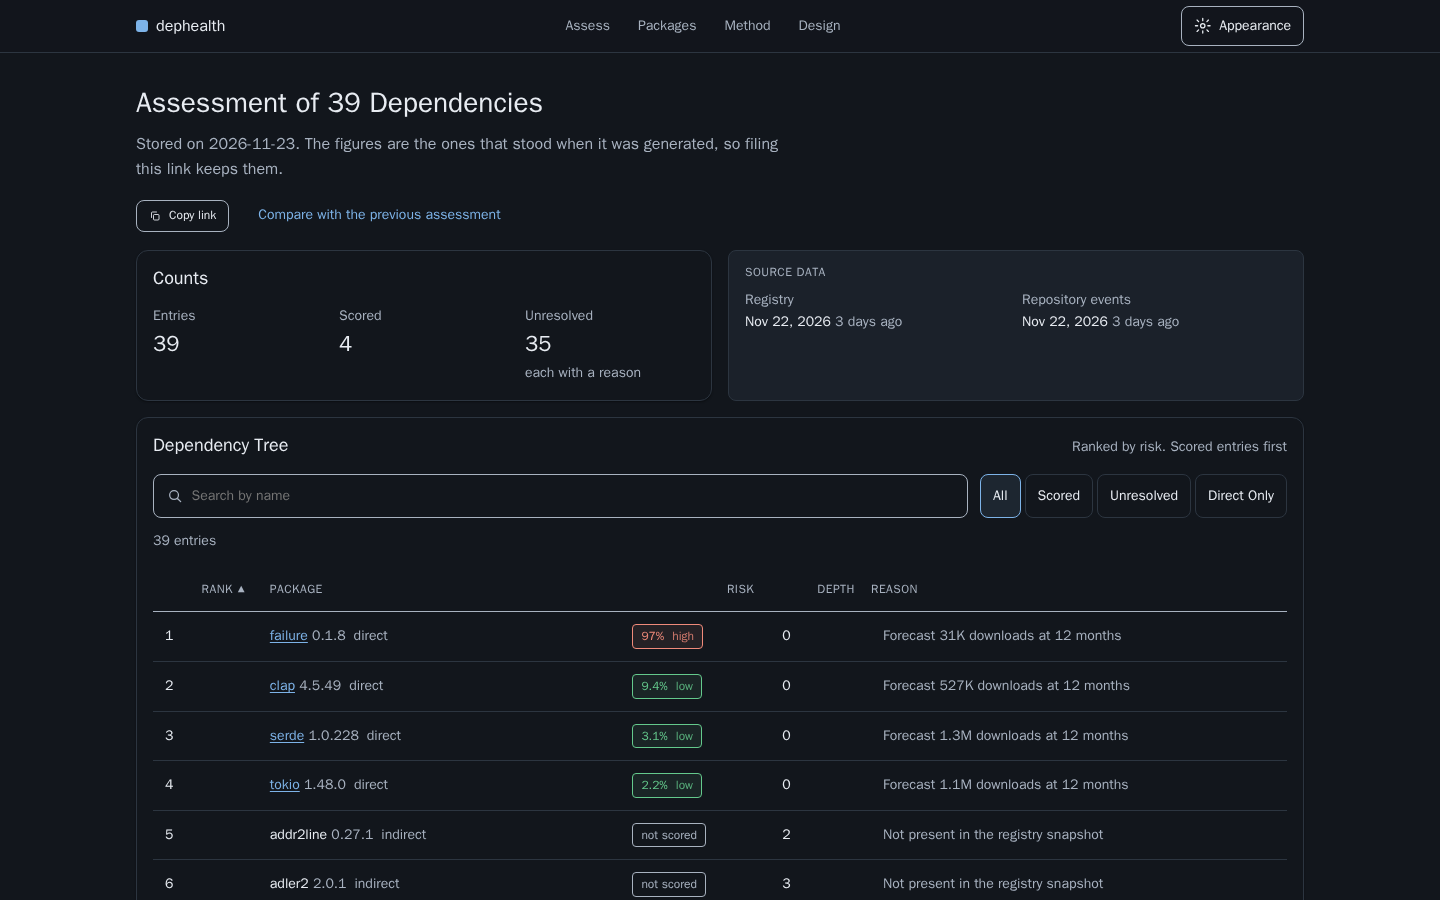 dephealth
Assess
Packages
Method
Design
Appearance
Assessment of 39 Dependencies
Stored on 2026-11-23. The figures are the ones that stood when it was generated, so filing
this link keeps them.
Copy link
Compare with the previous assessment
Counts
Entries
39
Scored
4
Unresolved
35
each with a reason
SOURCE DATA
Registry
Nov 22, 2026 3 days ago
Repository events
Nov 22, 2026 3 days ago
Dependency Tree
Ranked by risk. Scored entries first
Search by name
All
Scored
Unresolved
Direct Only
39 entries
RANK ▲ PACKAGE RISK DEPTH REASON
1 failure 0.1.8 direct 97% high 0 Forecast 31K downloads at 12 months
2 clap 4.5.49 direct 9.4% low 0 Forecast 527K downloads at 12 months
3 serde 1.0.228 direct 3.1% low 0 Forecast 1.3M downloads at 12 months
4 tokio 1.48.0 direct 2.2% low 0 Forecast 1.1M downloads at 12 months
5 addr2line 0.27.1 indirect not scored 2 Not present in the registry snapshot
6 adler2 2.0.1 indirect not scored 3 Not present in the registry snapshot